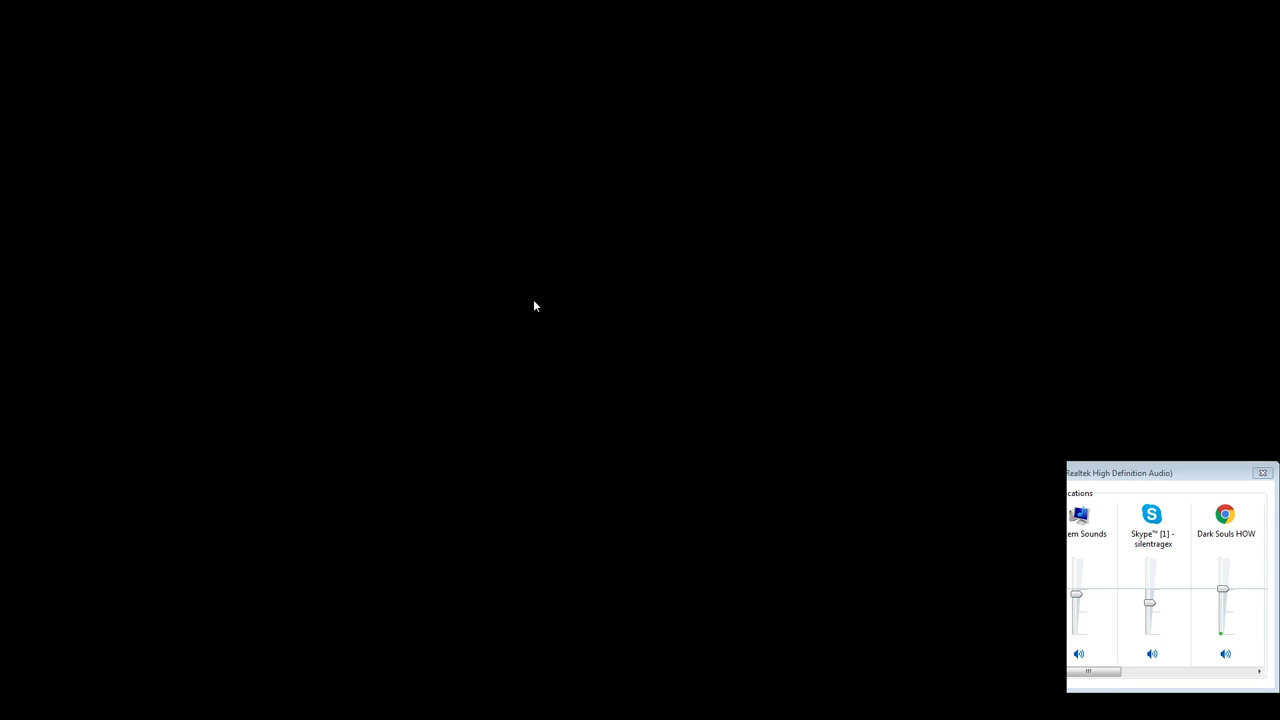 Realtek High Definition Audio)
cations
em Sounds
Skype™ [1] -
silentragex
Dark Souls HOW